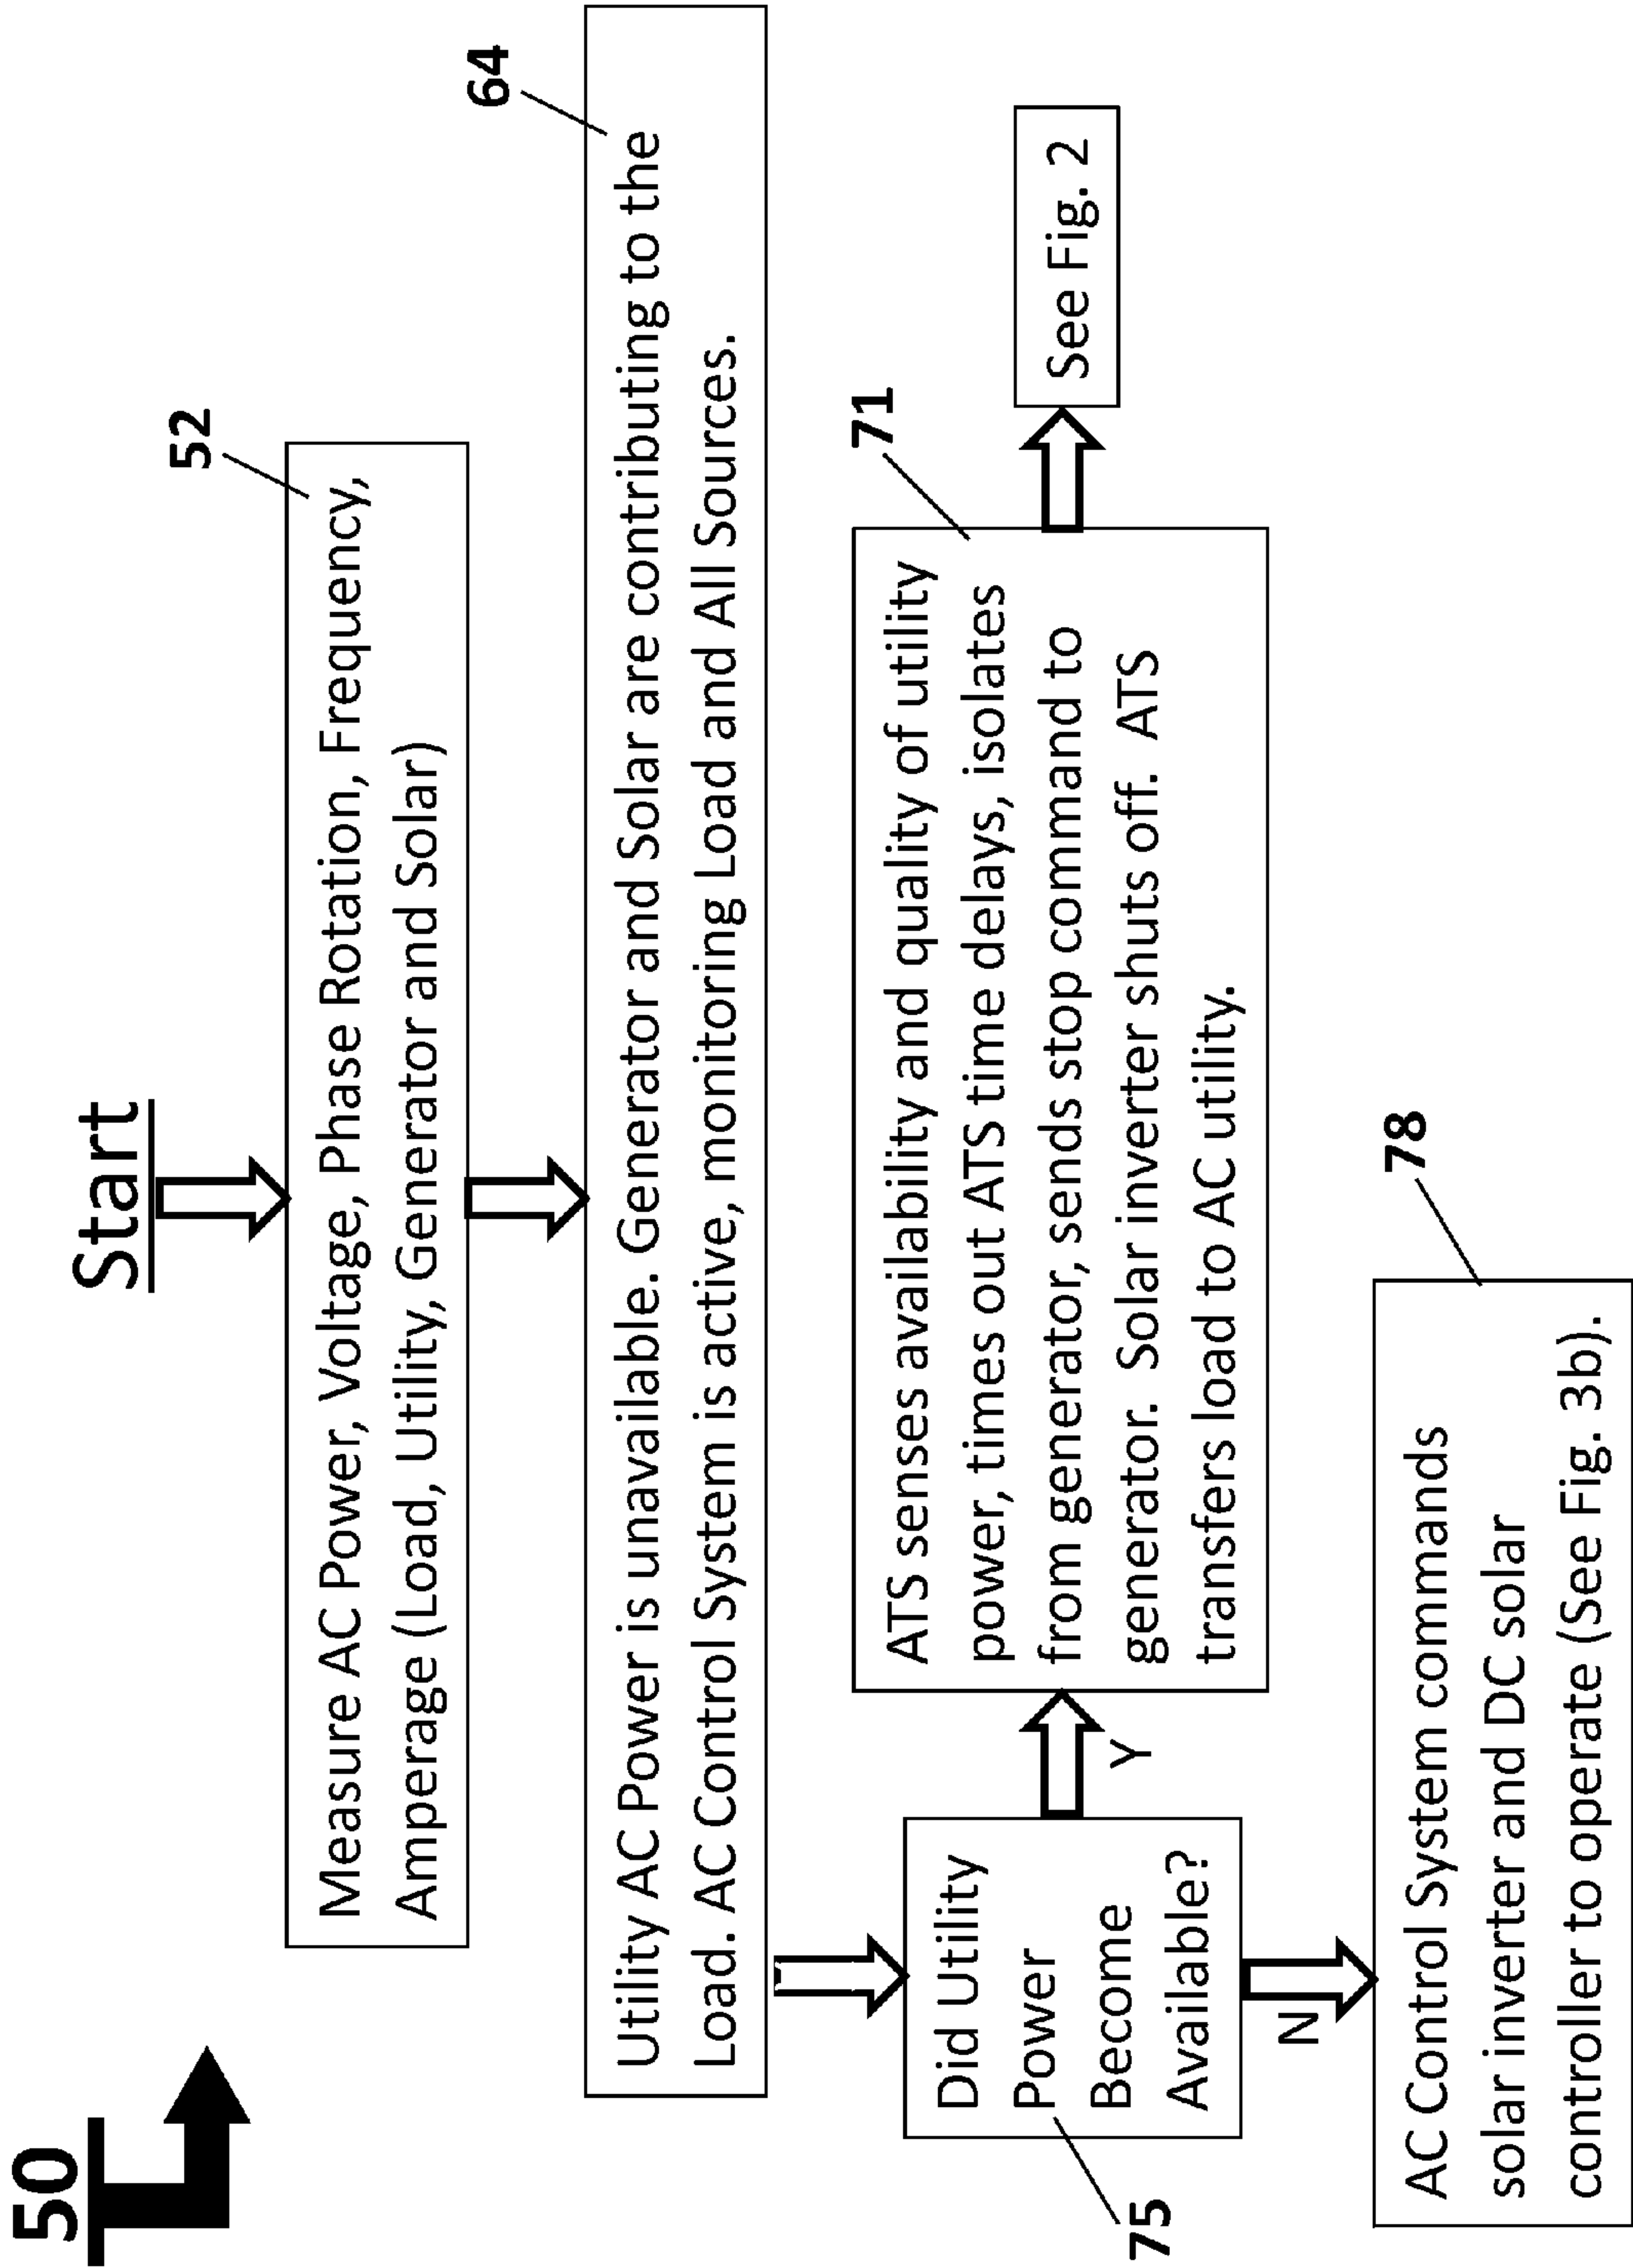 50
Start
52
Measure AC Power, Voltage, Phase Rotation, Frequency,
Amperage (Load, Utility, Generator and Solar)
64
Utility AC Power is unavailable. Generator and Solar are contributing to the
Load. AC Control System is active, monitoring Load and All Sources.
75
Did Utility
Power
Become
Available?
Y
71
ATS senses availability and quality of utility
power, times out ATS time delays, isolates
from generator, sends stop command to
generator. Solar inverter shuts off. ATS
transfers load to AC utility.
See Fig. 2
N
78
AC Control System commands
solar inverter and DC solar
controller to operate (See Fig. 3b).